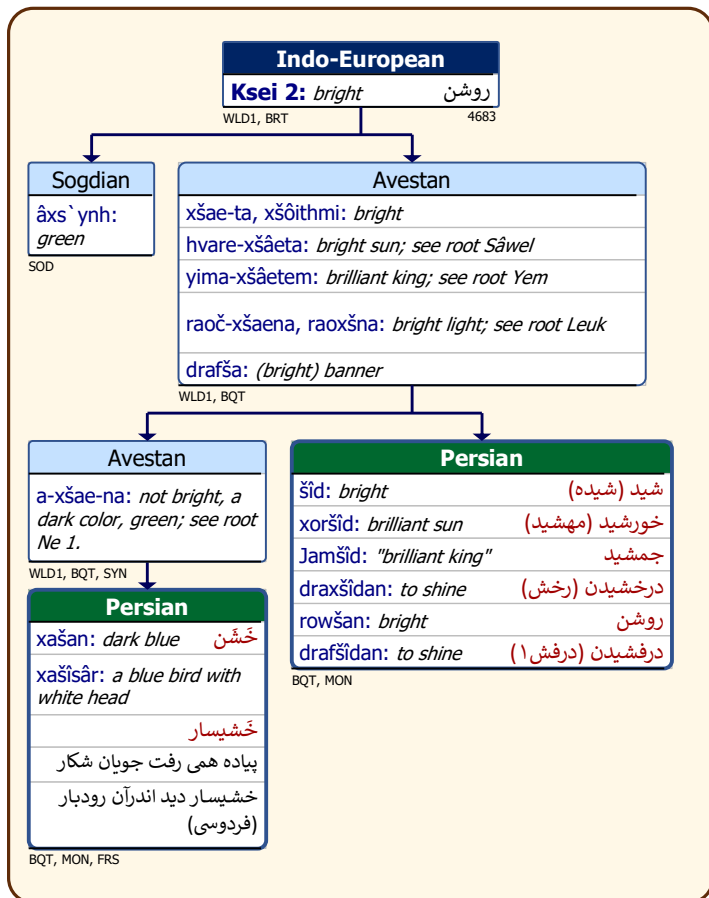 Indo-European
Ksei 2: bright روشن
WLD1, BRT 4683
Sogdian
âxs`ynh:
green
SOD
Avestan
xšae-ta, xšôithmi: bright
hvare-xšâeta: bright sun; see root Sâwel
yima-xšâetem: brilliant king; see root Yem
raoč-xšaena, raoxšna: bright light; see root Leuk
drafša: (bright) banner
WLD1, BQT
Avestan
a-xšae-na: not bright, a
dark color, green; see root
Ne 1.
WLD1, BQT, SYN
Persian
xašan: dark blue خَشَن
xašîsâr: a blue bird with
white head
خَشیسار
پیاده همی رفت جویان شکار
خشیسار دید اندرآن رودبار
(فردوسی)
BQT, MON, FRS
Persian
šîd: bright شید (شیده)
xoršîd: brilliant sun خورشید (مهشید)
Jamšîd: "brilliant king" جمشید
draxšîdan: to shine درخشیدن (رخش)
rowšan: bright روشن
drafšîdan: to shine درفشیدن (درفش۱)
BQT, MON